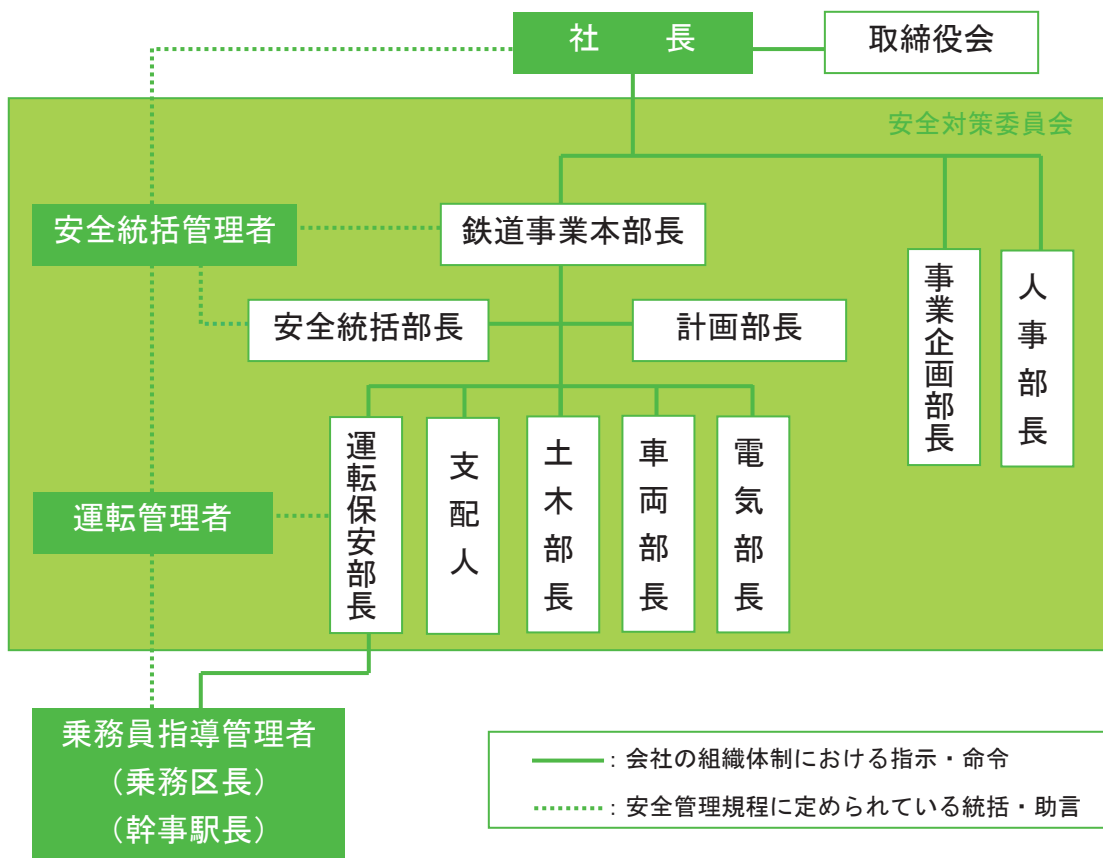 社　　長
取締役会
安全対策委員会
安全統括管理者
鉄道事業本部長
事業企画部長
人事部長
安全統括部長
計画部長
運転保安部長
支配人
土木部長
車両部長
電気部長
運転管理者
乗務員指導管理者
（乗務区長）
（幹事駅長）
：会社の組織体制における指示・命令
：安全管理規程に定められている統括・助言